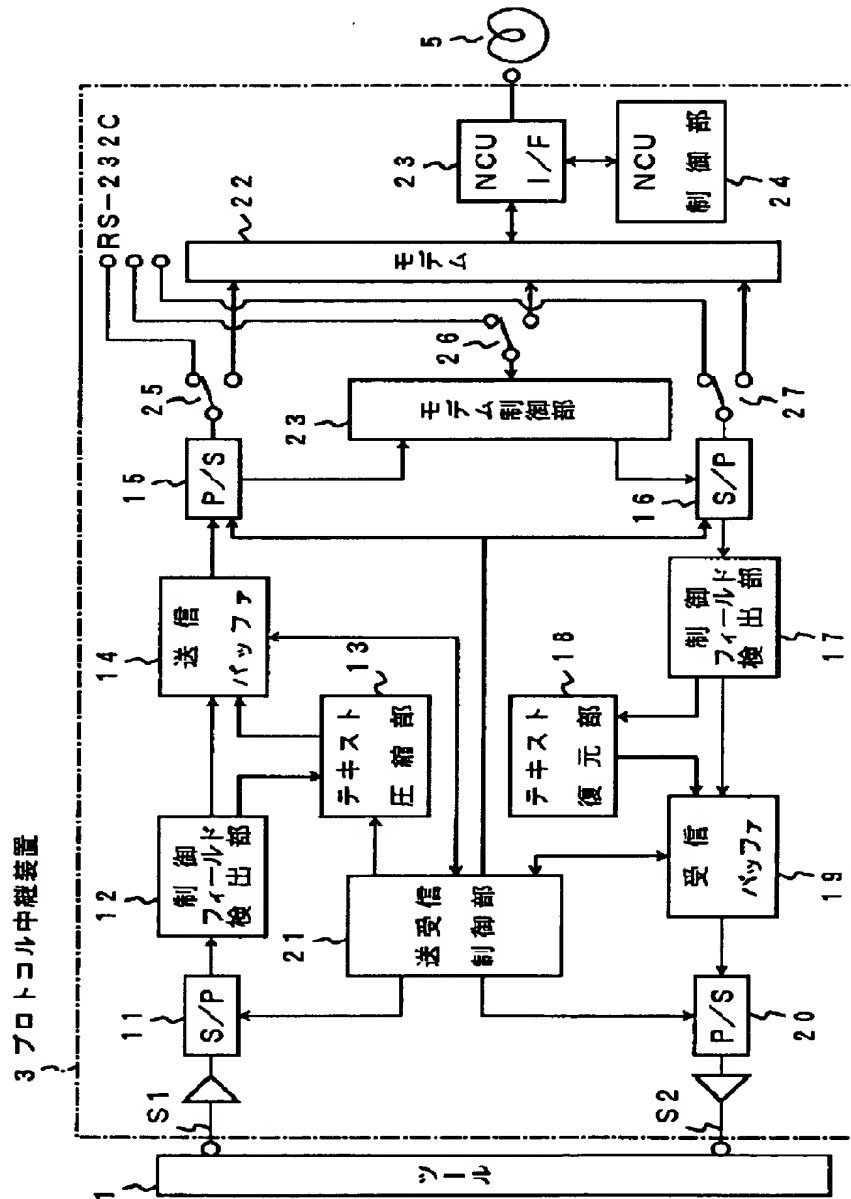 3 プロトコル中継装置
1
ツール
S1
11
S/P
12
制御
フィールド
検出部
14
送信
バッファ
15
P/S
25
RS-232C
13
テキスト
圧縮部
21
送受信
制御部
23
モデム制御部
26
22
モデム
23
NCU
I/F
5
NCU
制御部
24
18
テキスト
復元部
27
16
S/P
制御
フィールド
検出部
17
受信
バッファ
19
P/S
20
S2